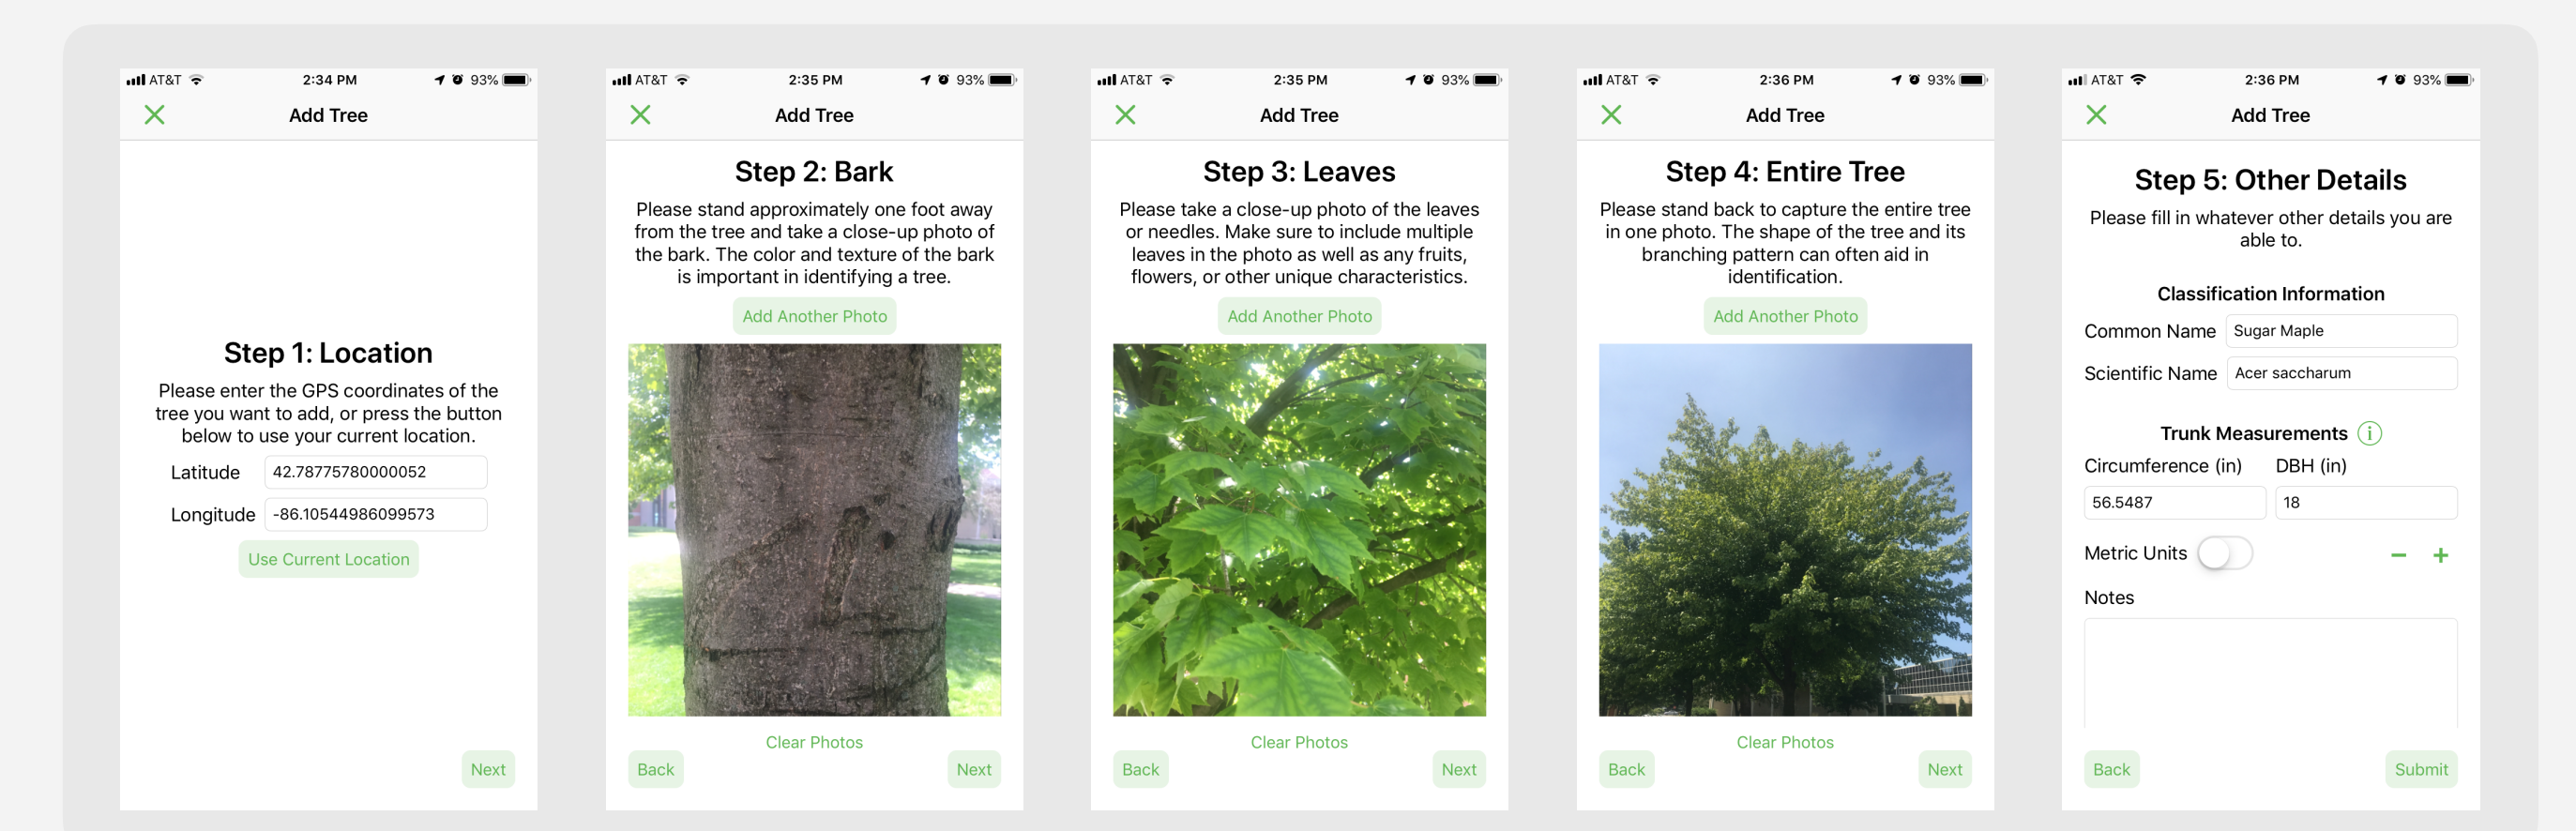 AT&T 2:34 PM 93%
Add Tree
Step 1: Location
Please enter the GPS coordinates of the
tree you want to add, or press the button
below to use your current location.
Latitude 42.78775780000052
Longitude -86.10544986099573
Use Current Location
Next
AT&T 2:35 PM 93%
Add Tree
Step 2: Bark
Please stand approximately one foot away
from the tree and take a close-up photo of
the bark. The color and texture of the bark
is important in identifying a tree.
Add Another Photo
Clear Photos
Back Next
AT&T 2:35 PM 93%
Add Tree
Step 3: Leaves
Please take a close-up photo of the leaves
or needles. Make sure to include multiple
leaves in the photo as well as any fruits,
flowers, or other unique characteristics.
Add Another Photo
Clear Photos
Back Next
AT&T 2:36 PM 93%
Add Tree
Step 4: Entire Tree
Please stand back to capture the entire tree
in one photo. The shape of the tree and its
branching pattern can often aid in
identification.
Add Another Photo
Clear Photos
Back Next
AT&T 2:36 PM 93%
Add Tree
Step 5: Other Details
Please fill in whatever other details you are
able to.
Classification Information
Common Name Sugar Maple
Scientific Name Acer saccharum
Trunk Measurements i
Circumference (in) DBH (in)
56.5487 18
Metric Units − +
Notes
Back Submit